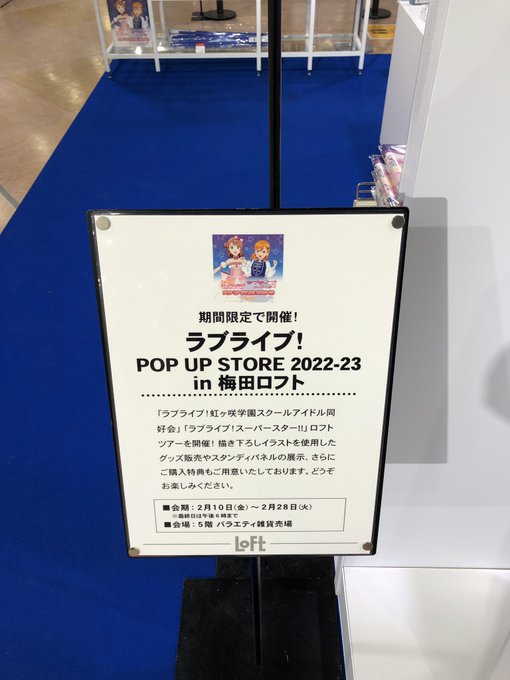 期間限定で開催！
ラブライブ！
POP UP STORE 2022-23
in 梅田ロフト
「ラブライブ！虹ヶ咲学園スクールアイドル同
好会」「ラブライブ！スーパースター!!」ロフト
ツアーを開催！描き下ろしイラストを使用した
グッズ販売やスタンディパネルの展示、さらに
ご購入特典もご用意いたしております。どうぞ
お楽しみください。
■会期：2月10日(金)～2月28日(火)
※最終日は午後6時まで
■会場：5階 バラエティ雑貨売場
LOFT